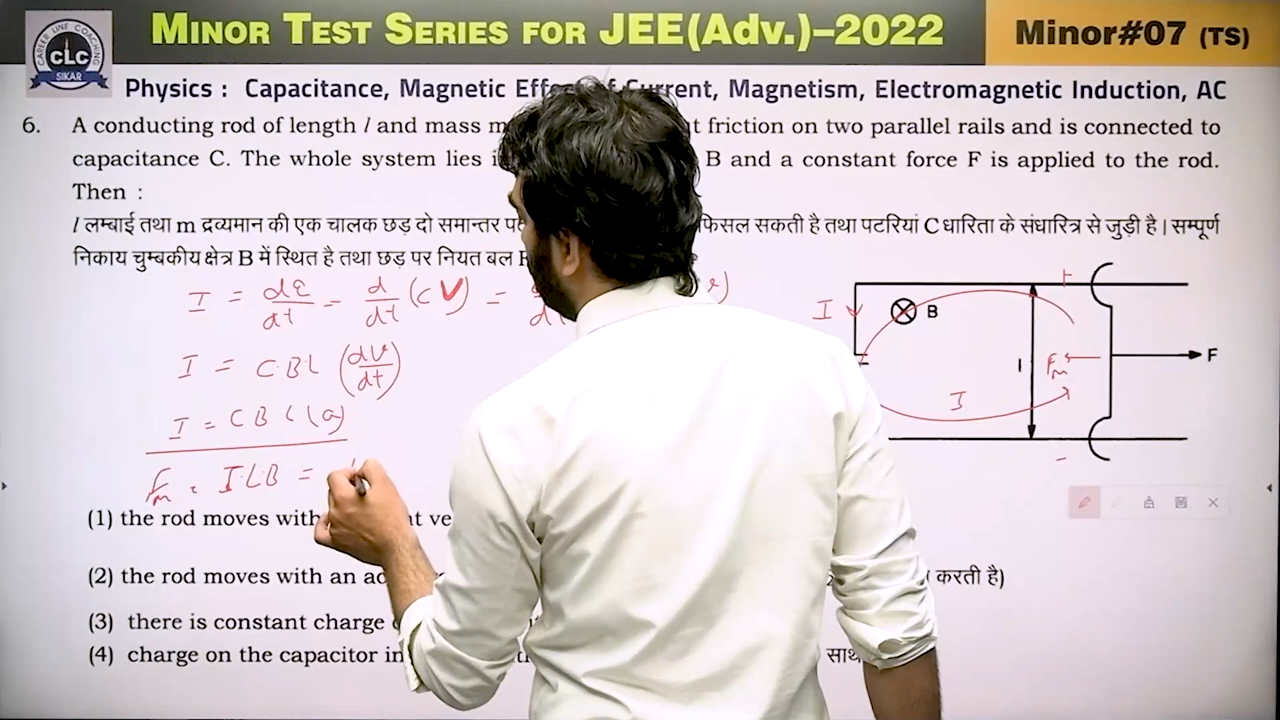 MINOR TEST SERIES FOR JEE(Adv.)–2022
Minor#07 (TS)
CAREER LINE COACHING
CLC
SIKAR
Physics : Capacitance, Magnetic Effect of Current, Magnetism, Electromagnetic Induction, AC
6. A conducting rod of length l and mass m t friction on two parallel rails and is connected to
capacitance C. The whole system lies i B and a constant force F is applied to the rod.
Then :
l लम्बाई तथा m द्रव्यमान की एक चालक छड़ दो समान्तर फिसल सकती है तथा पटरियां C धारिता के संधारित्र से जुड़ी है। सम्पूर्ण
निकाय चुम्बकीय क्षेत्र B में स्थित है तथा छड़ पर नियत बल
I = dε/dt = d/dt (CV) =
I = CBL (dv/dt)
I = CBL(a)
Fm = ILB =
I
B
l
Fm
F
I
+
-
(1) the rod moves with
(2) the rod moves with an करती है)
(3) there is constant charge
(4) charge on the capacitor in साथ